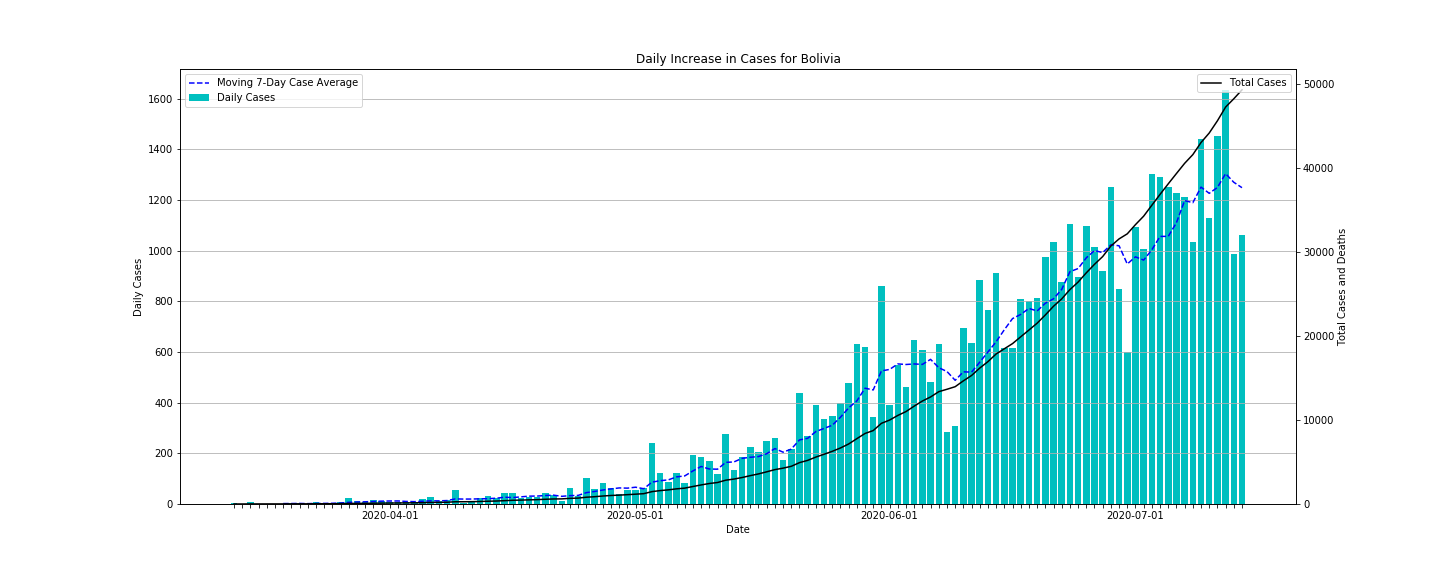 Daily Increase in Cases for Bolivia
Moving 7-Day Case Average
Daily Cases
Total Cases
1600
1400
1200
1000
800
600
400
200
0
Daily Cases
50000
40000
30000
20000
10000
0
Total Cases and Deaths
2020-04-01
2020-05-01
2020-06-01
2020-07-01
Date